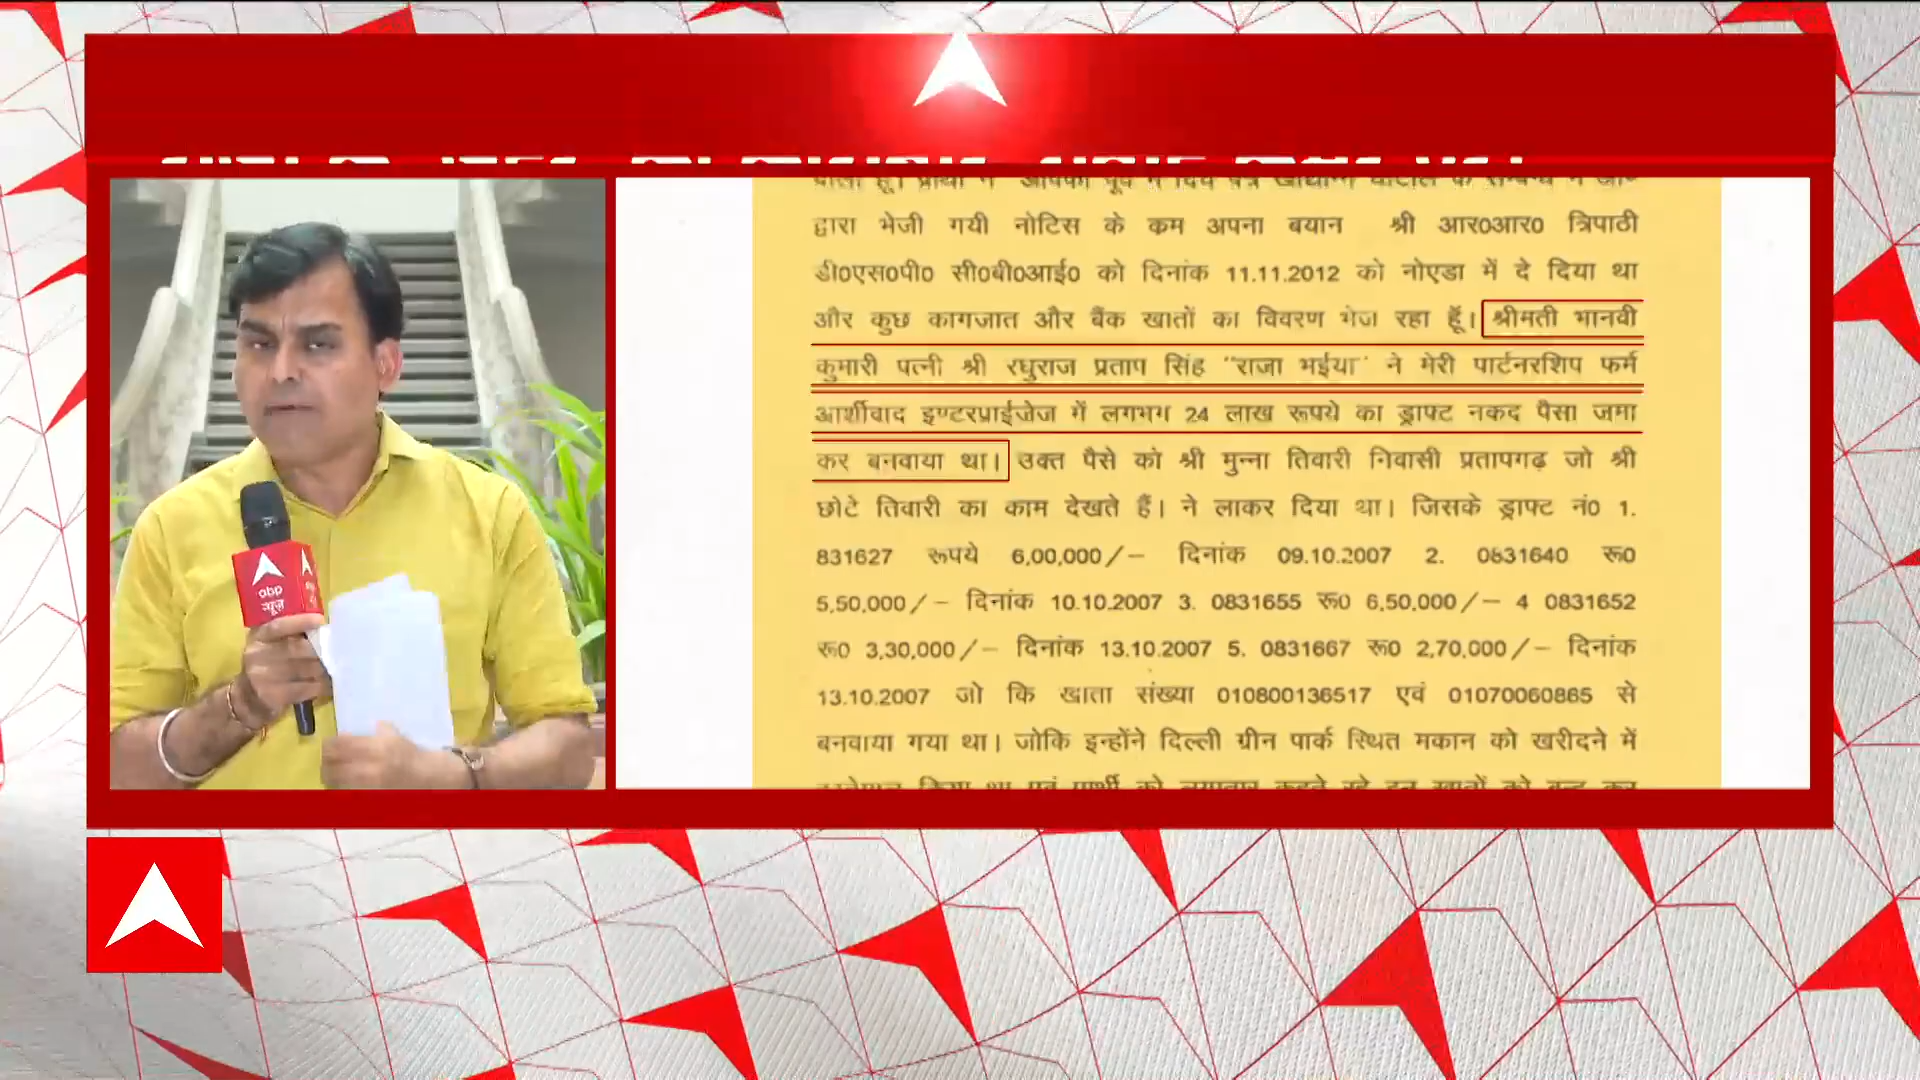 द्वारा भेजी गयी नोटिस के कम अपना बयान श्री आर0आर0 त्रिपाठी
डी0एस0पी0 सी0बी0आई0 को दिनांक 11.11.2012 को नोएडा में दे दिया था
और कुछ कागजात और बैंक खातों का विवरण भेज रहा हूँ। श्रीमती भानवी
कुमारी पत्नी श्री रघुराज प्रताप सिंह "राजा भईया" ने मेरी पार्टनरशिप फर्म
आर्शीवाद इण्टरप्राईजेज में लगभग 24 लाख रूपये का ड्राफ्ट नकद पैसा जमा
कर बनवाया था। उक्त पैसे को श्री मुन्ना तिवारी निवासी प्रतापगढ़ जो श्री
छोटे तिवारी का काम देखते हैं। ने लाकर दिया था। जिसके ड्राफ्ट नं0 1.
831627 रूपये 6,00,000/– दिनांक 09.10.2007 2. 0831640 रू0
5,50,000/– दिनांक 10.10.2007 3. 0831655 रू0 6,50,000/– 4 0831652
रू0 3,30,000/– दिनांक 13.10.2007 5. 0831667 रू0 2,70,000/– दिनांक
13.10.2007 जो कि खाता संख्या 010800136517 एवं 01070060865 से
बनवाया गया था। जोकि इन्होंने दिल्ली ग्रीन पार्क स्थित मकान को खरीदने में
abp
न्यूज़